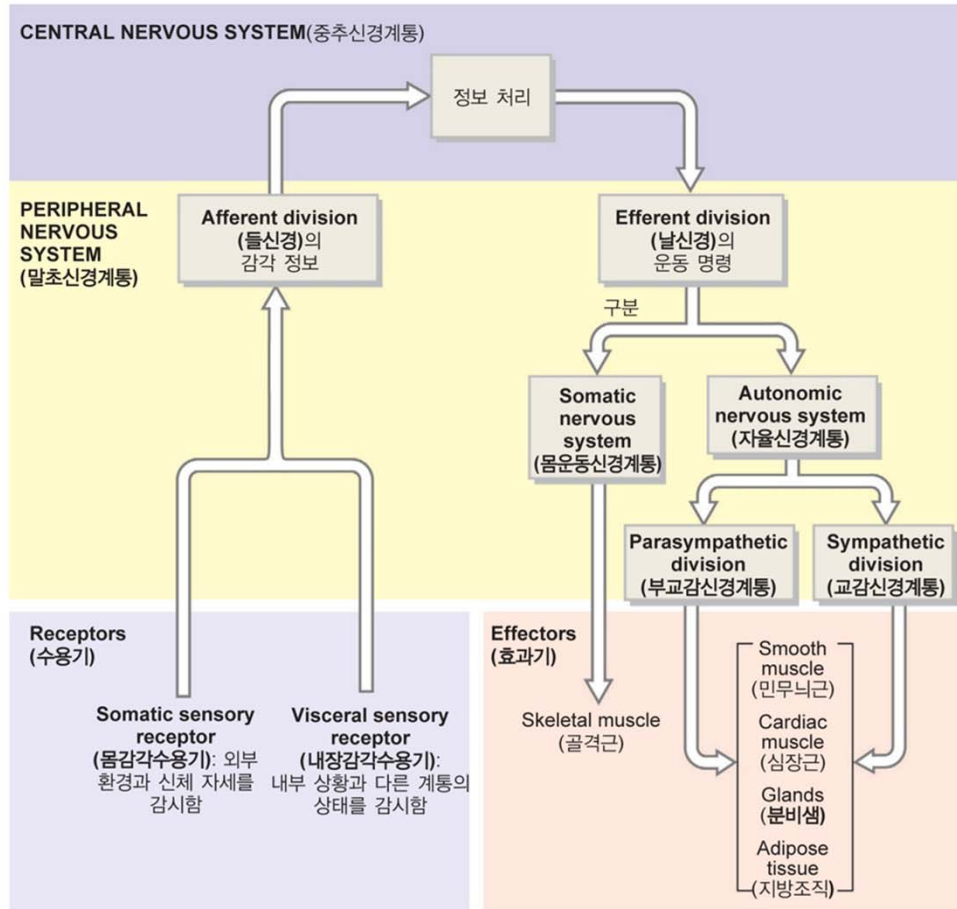 CENTRAL NERVOUS SYSTEM(중추신경계통)
정보 처리
PERIPHERAL
NERVOUS
SYSTEM
(말초신경계통)
Afferent division
(들신경)의
감각 정보
Efferent division
(날신경)의
운동 명령
구분
Somatic
nervous
system
(몸운동신경계통)
Autonomic
nervous system
(자율신경계통)
Parasympathetic
division
(부교감신경계통)
Sympathetic
division
(교감신경계통)
Receptors
(수용기)
Somatic sensory
receptor
(몸감각수용기): 외부
환경과 신체 자세를
감시함
Visceral sensory
receptor
(내장감각수용기):
내부 상황과 다른 계통의
상태를 감시함
Effectors
(효과기)
Skeletal muscle
(골격근)
Smooth
muscle
(민무늬근)
Cardiac
muscle
(심장근)
Glands
(분비샘)
Adipose
tissue
(지방조직)